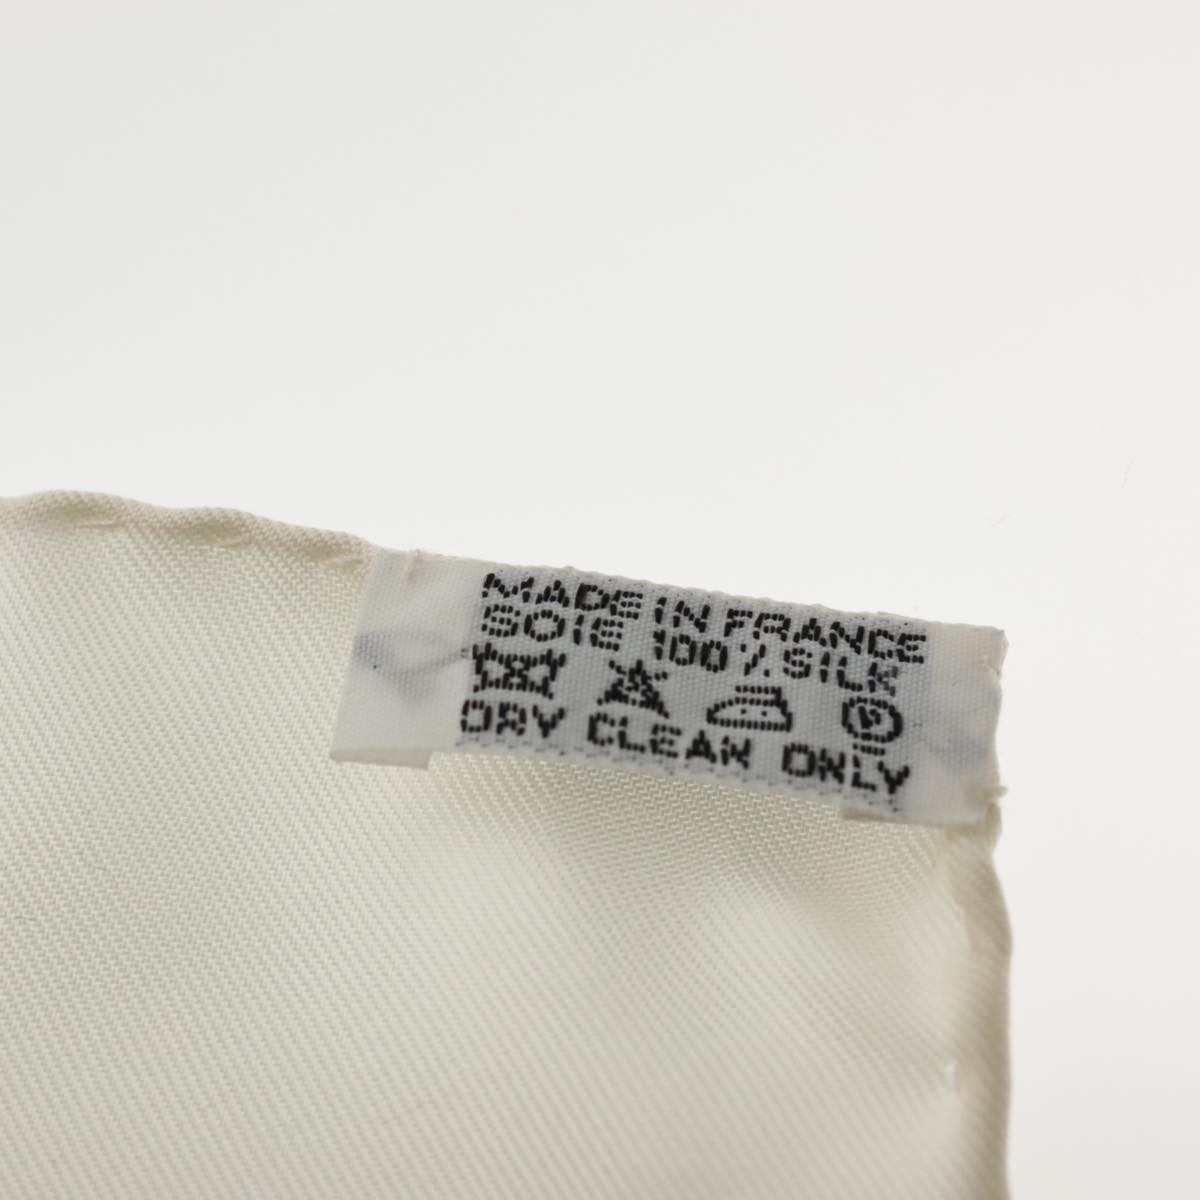 MADE IN FRANCE
SOIE 100% SILK
DRY CLEAN ONLY